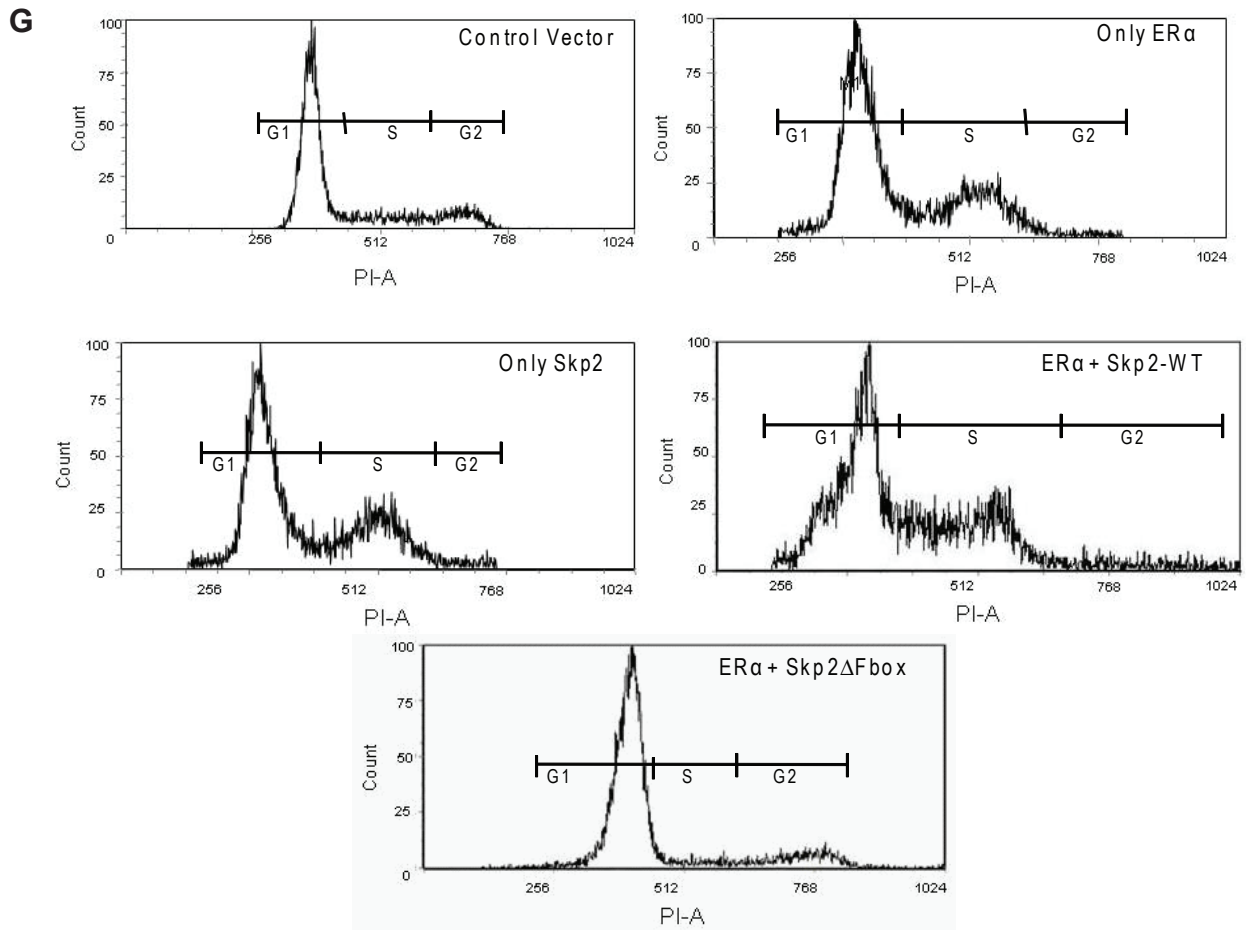 G
Control Vector
100
75
50
25
0
Count
G1 S G2
256 512 768 1024
PI-A
Only ERα
100
75
50
25
0
Count
G1 S G2
256 512 768 1024
PI-A
Only Skp2
100
75
50
25
0
Count
G1 S G2
256 512 768 1024
PI-A
ERα + Skp2-WT
100
75
50
25
0
Count
G1 S G2
256 512 768 1024
PI-A
ERα + Skp2ΔFbox
100
75
50
25
0
Count
G1 S G2
256 512 768 1024
PI-A